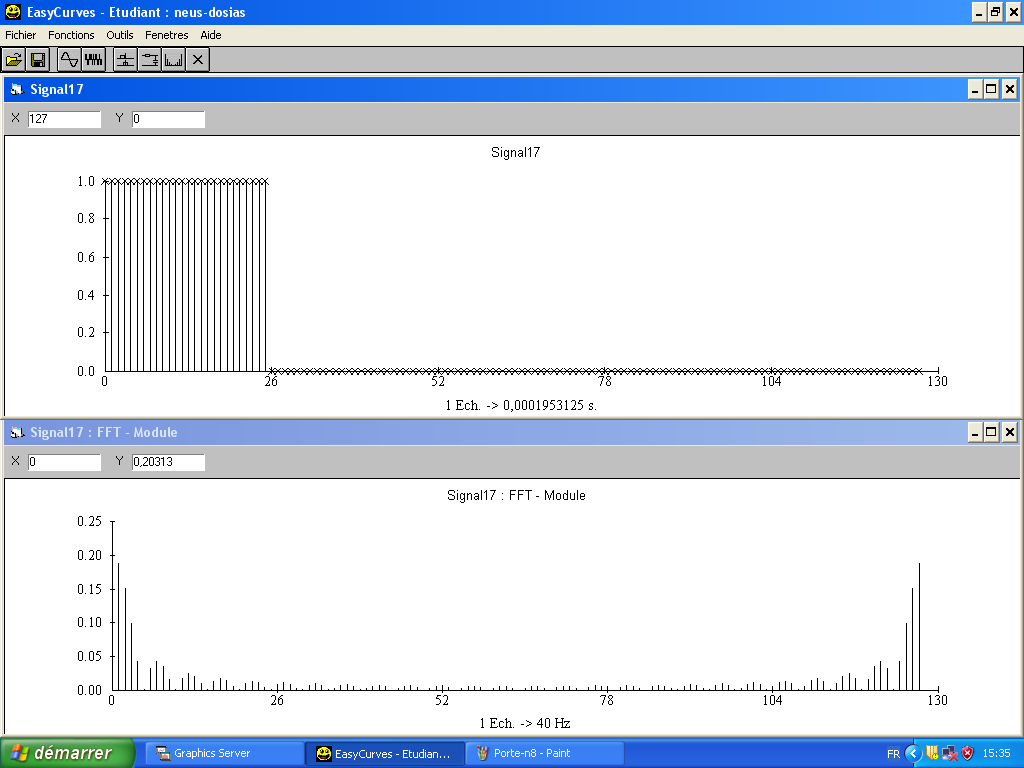 EasyCurves - Etudiant : neus-dosias
Fichier Fonctions Outils Fenetres Aide
Signal17
X 127 Y 0
Signal17
1.0
0.8
0.6
0.4
0.2
0.0
0 26 52 78 104 130
1 Ech. -> 0,0001953125 s.
Signal17 : FFT - Module
X 0 Y 0,20313
Signal17 : FFT - Module
0.25
0.20
0.15
0.10
0.05
0.00
0 26 52 78 104 130
1 Ech. -> 40 Hz
démarrer Graphics Server EasyCurves - Etudian... Porte-n8 - Paint FR 15:35